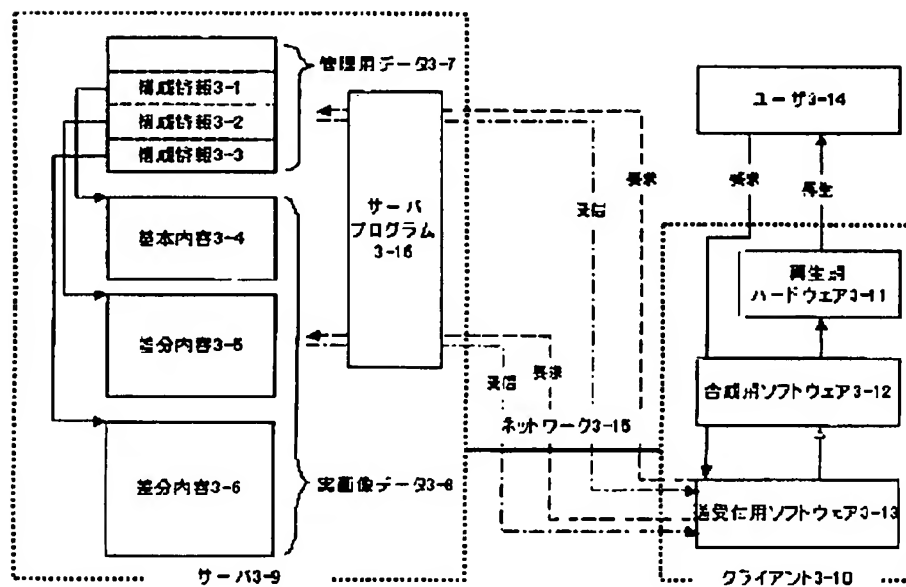 管理用データ3-7
構成情報3-1
構成情報3-2
構成情報3-3
基本内容3-4
差分内容3-5
差分内容3-6
実画像データ3-8
サーバ3-9
サーバ
プログラム
3-16
要求
受信
受信
要求
ネットワーク3-15
ユーザ3-14
要求
再生
再生用
ハードウェア3-11
合成用ソフトウェア3-12
送受信用ソフトウェア3-13
クライアント3-10